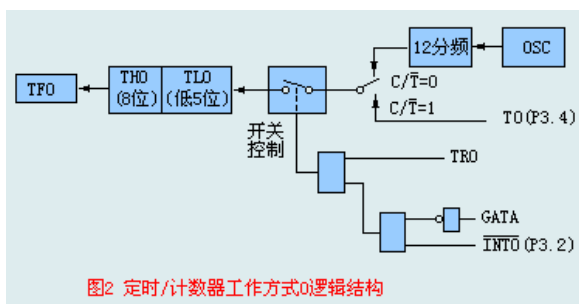 12分频 OSC
TF0 TH0 (8位) TL0 (低5位)
C/T̅=0
C/T̅=1
T0(P3.4)
开关
控制
TR0
GATA
I̅N̅T̅0̅(P3.2)
图2 定时/计数器工作方式0逻辑结构